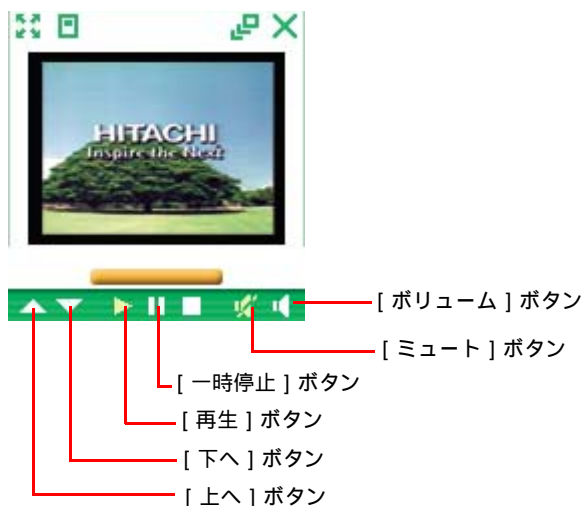 HITACHI
Inspire the Next
[ ボリューム ] ボタン
[ ミュート ] ボタン
[ 一時停止 ] ボタン
[ 再生 ] ボタン
[ 下へ ] ボタン
[ 上へ ] ボタン